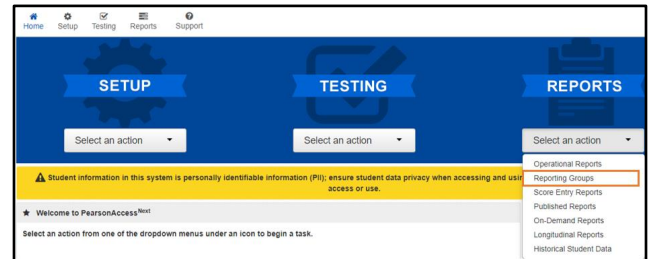 Home Setup Testing Reports Support
SETUP TESTING REPORTS
Select an action Select an action Select an action
Operational Reports
Reporting Groups
Score Entry Reports
Published Reports
On-Demand Reports
Longitudinal Reports
Historical Student Data
Student information in this system is personally identifiable information (PII); ensure student data privacy when accessing and
access or use.
Welcome to PearsonAccessNext
Select an action from one of the dropdown menus under an icon to begin a task.